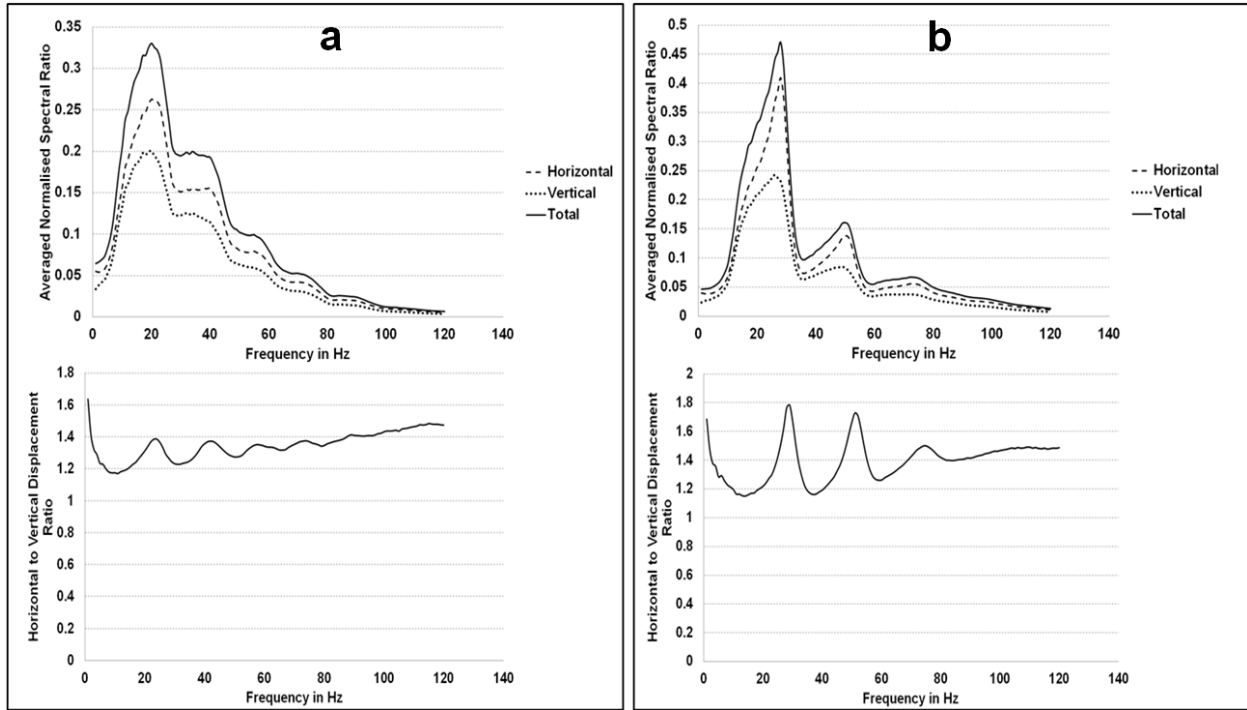 a
Averaged Normalised Spectral Ratio
0.35
0.3
0.25
0.2
0.15
0.1
0.05
0
0 20 40 60 80 100 120 140
Frequency in Hz
Horizontal
Vertical
Total
Horizontal to Vertical Displacement
Ratio
1.8
1.6
1.4
1.2
1
0.8
0.6
0.4
0.2
0
0 20 40 60 80 100 120 140
Frequency in Hz
b
Averaged Normalised Spectral Ratio
0.5
0.45
0.4
0.35
0.3
0.25
0.2
0.15
0.1
0.05
0
0 20 40 60 80 100 120 140
Frequency in Hz
Horizontal
Vertical
Total
Horizontal to Vertical Displacement
Ratio
2
1.8
1.6
1.4
1.2
1
0.8
0.6
0.4
0.2
0
0 20 40 60 80 100 120 140
Frequency in Hz